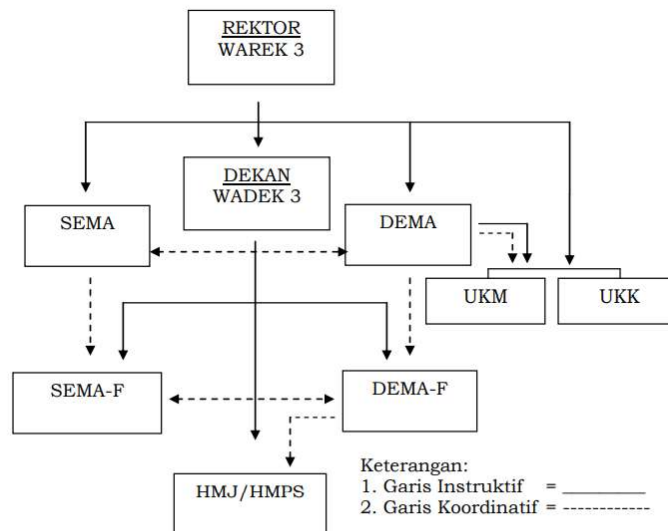 REKTOR
WAREK 3
DEKAN
WADEK 3
SEMA
DEMA
UKM
UKK
SEMA-F
DEMA-F
HMJ/HMPS
Keterangan:
1. Garis Instruktif = __________
2. Garis Koordinatif = ------------